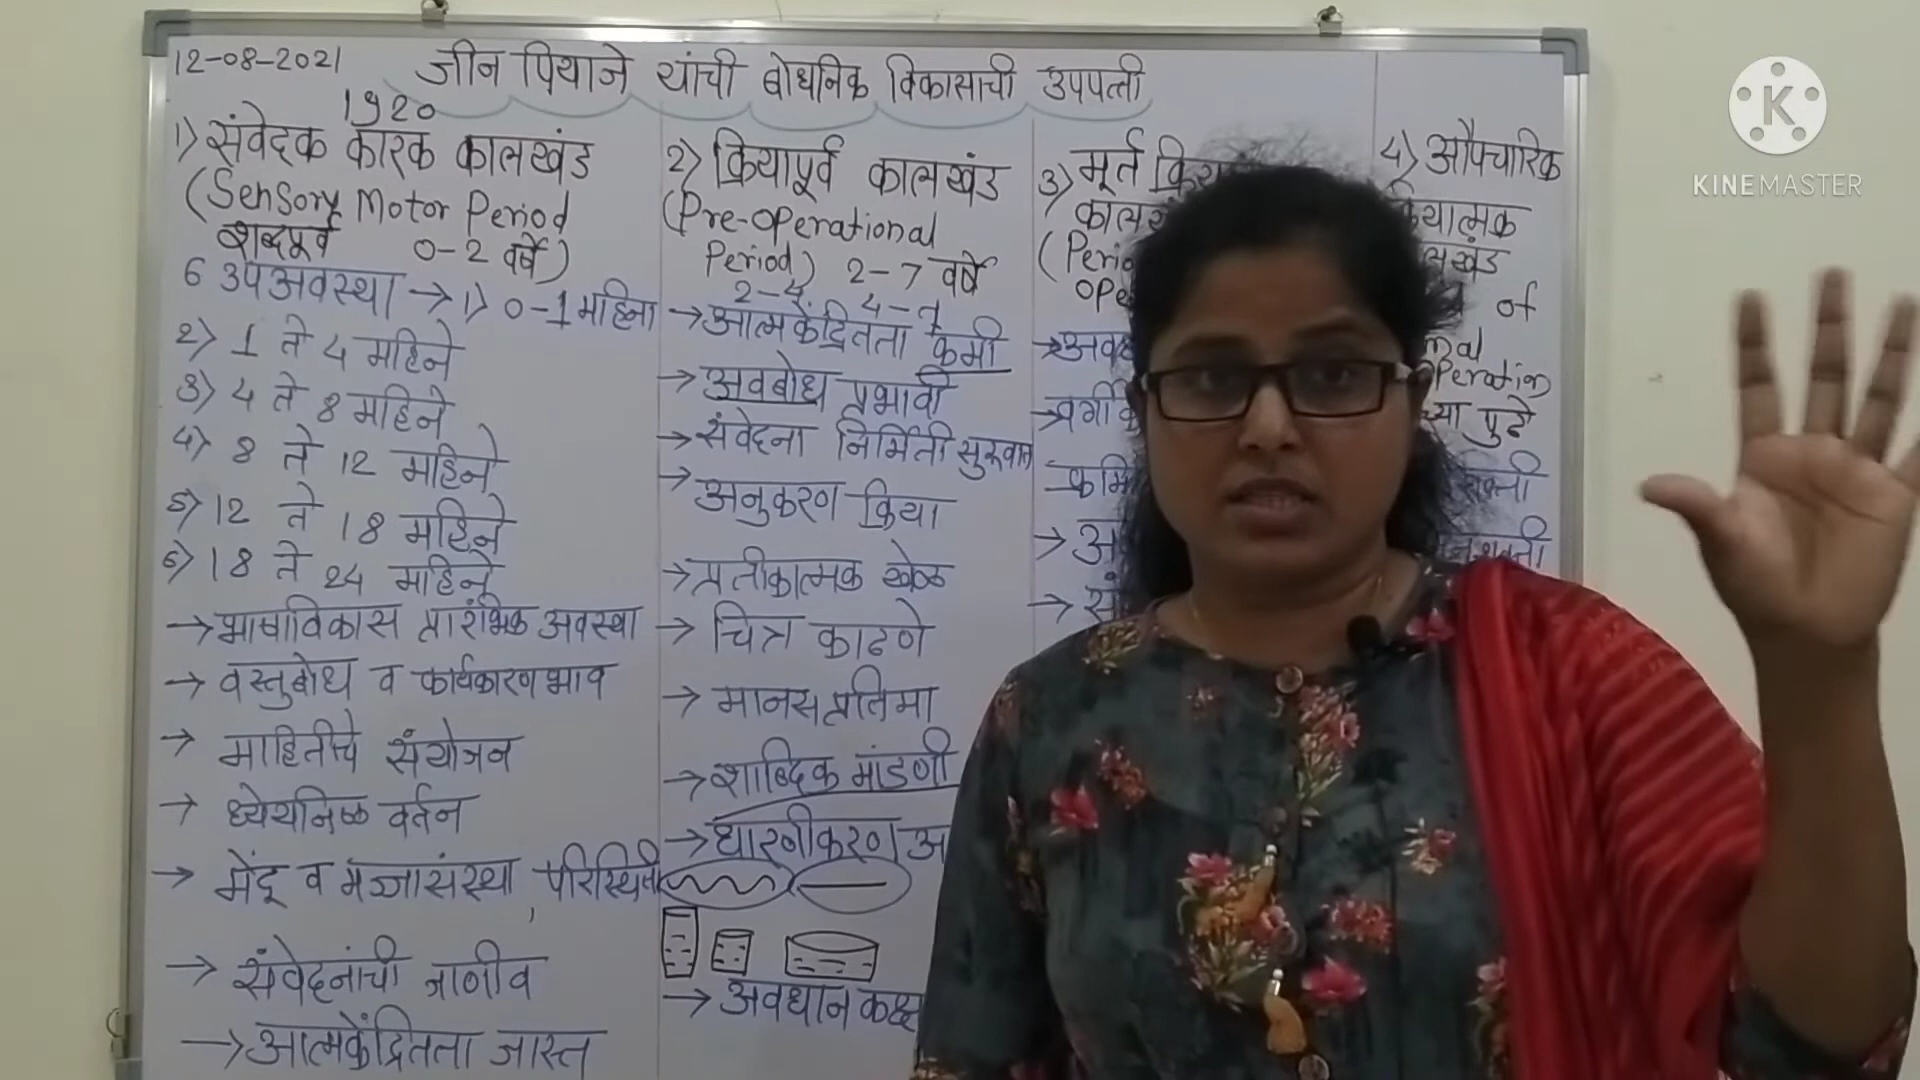 12-08-2021
जीन पियाजे यांची बोधनिक विकासाची उपपत्ती
1920
1) संवेदक कारक कालखंड
(Sensory Motor Period
शब्दपूर्व 0-2 वर्षे)
6 उपअवस्था → 1) 0-1 महिना
2) 1 ते 4 महिने
3) 4 ते 8 महिने
4) 8 ते 12 महिने
5) 12 ते 18 महिने
6) 18 ते 24 महिने
→ भाषाविकास प्रारंभिक अवस्था
→ वस्तुबोध व कार्यकारणभाव
→ माहितीचे संयोजन
→ ध्येयनिष्ठ वर्तन
→ मेंदू व मज्जासंस्था, परिस्थिती
→ संवेदनांची जाणीव
→ आत्मकेंद्रितता जास्त
2) क्रियापूर्व कालखंड
(Pre-operational
Period) 2-7 वर्षे
2-4 4-7
→ आत्मकेंद्रितता कमी
→ अवबोध प्रभावी
→ संवेदना निर्मिती सुरूवात
→ अनुकरण क्रिया
→ प्रतीकात्मक खेळ
→ चित्र काढणे
→ मानसप्रतिमा
→ शाब्दिक मांडणी
→ धारणीकरण
→ अवधान
3) मूर्त
4) औपचारिक
of
operation
पुढे
KINEMASTER